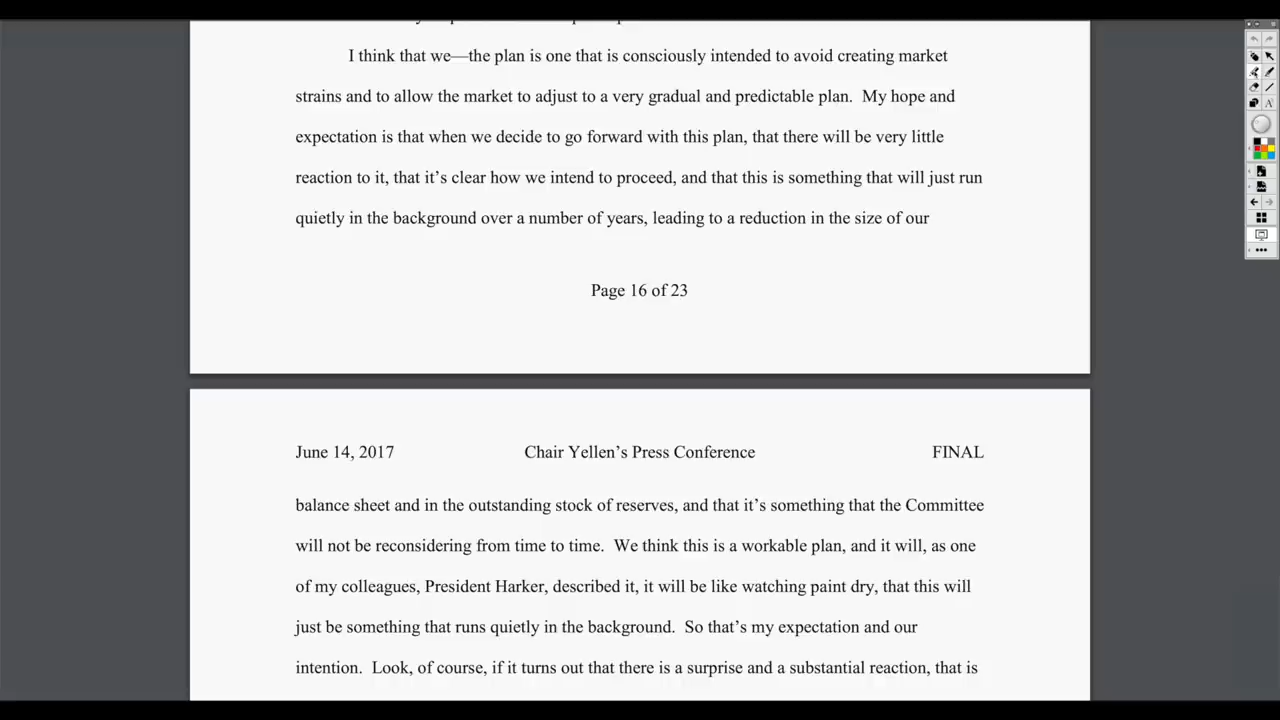 I think that we—the plan is one that is consciously intended to avoid creating market
strains and to allow the market to adjust to a very gradual and predictable plan.  My hope and
expectation is that when we decide to go forward with this plan, that there will be very little
reaction to it, that it’s clear how we intend to proceed, and that this is something that will just run
quietly in the background over a number of years, leading to a reduction in the size of our
Page 16 of 23
June 14, 2017 Chair Yellen’s Press Conference FINAL
balance sheet and in the outstanding stock of reserves, and that it’s something that the Committee
will not be reconsidering from time to time.  We think this is a workable plan, and it will, as one
of my colleagues, President Harker, described it, it will be like watching paint dry, that this will
just be something that runs quietly in the background.  So that’s my expectation and our
intention.  Look, of course, if it turns out that there is a surprise and a substantial reaction, that is